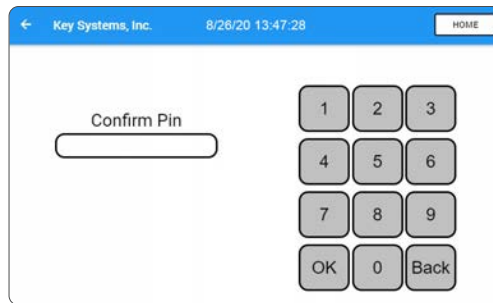 ← Key Systems, Inc. 8/26/20 13:47:28 HOME
Confirm Pin
1 2 3
4 5 6
7 8 9
OK 0 Back